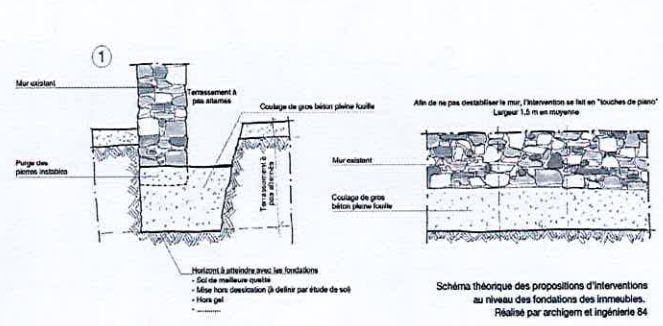 1
Mur existant
Terrassement à
pas alternés
Coulage de gros béton pleine fouille
Purge des
pierres instables
Terrassement à
pas alternés
Horizont à atteindre avec les fondations
- Sol de meilleure qualité
- Mise hors dessication (à définir par étude de sol)
- Hors gel
- ...........
Afin de ne pas destabiliser le mur, l'intervention se fait en "touches de piano"
Largeur 1,5 m en moyenne
Mur existant
Coulage de gros
béton pleine fouille
Schéma théorique des propositions d'interventions
au niveau des fondations des immeubles.
Réalisé par archigem et ingénierie 84